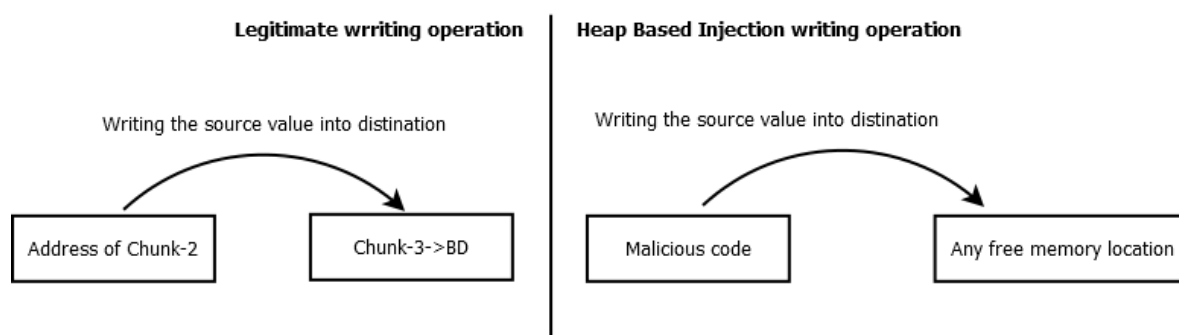 Legitimate wrriting operation
Heap Based Injection writing operation
Writing the source value into distination
Writing the source value into distination
Address of Chunk-2
Chunk-3->BD
Malicious code
Any free memory location